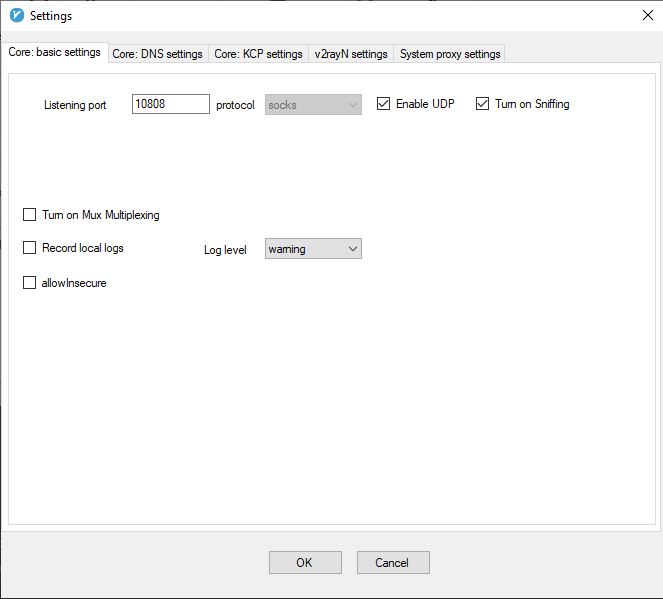 Settings
Core: basic settings Core: DNS settings Core: KCP settings v2rayN settings System proxy settings
Listening port 10808 protocol socks Enable UDP Turn on Sniffing
Turn on Mux Multiplexing
Record local logs Log level warning
allowInsecure
OK Cancel